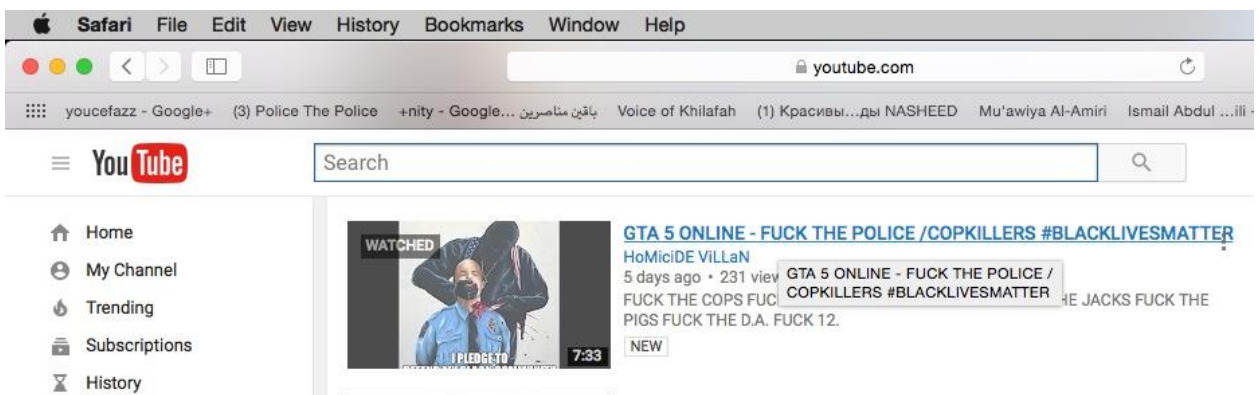 Safari File Edit View History Bookmarks Window Help
youtube.com
youcefazz - Google+ (3) Police The Police +nity - Google... باقين مناصرين Voice of Khilafah (1) Красивы...ды NASHEED Mu'awiya Al-Amiri Ismail Abdul ...ili -
YouTube
Search
Home
My Channel
Trending
Subscriptions
History
WATCHED
I PLEDGE TO
7:33
GTA 5 ONLINE - FUCK THE POLICE /COPKILLERS #BLACKLIVESMATTER
HoMiciDE ViLLaN
5 days ago • 231 view
GTA 5 ONLINE - FUCK THE POLICE /
COPKILLERS #BLACKLIVESMATTER
FUCK THE COPS FUC HE JACKS FUCK THE
PIGS FUCK THE D.A. FUCK 12.
NEW